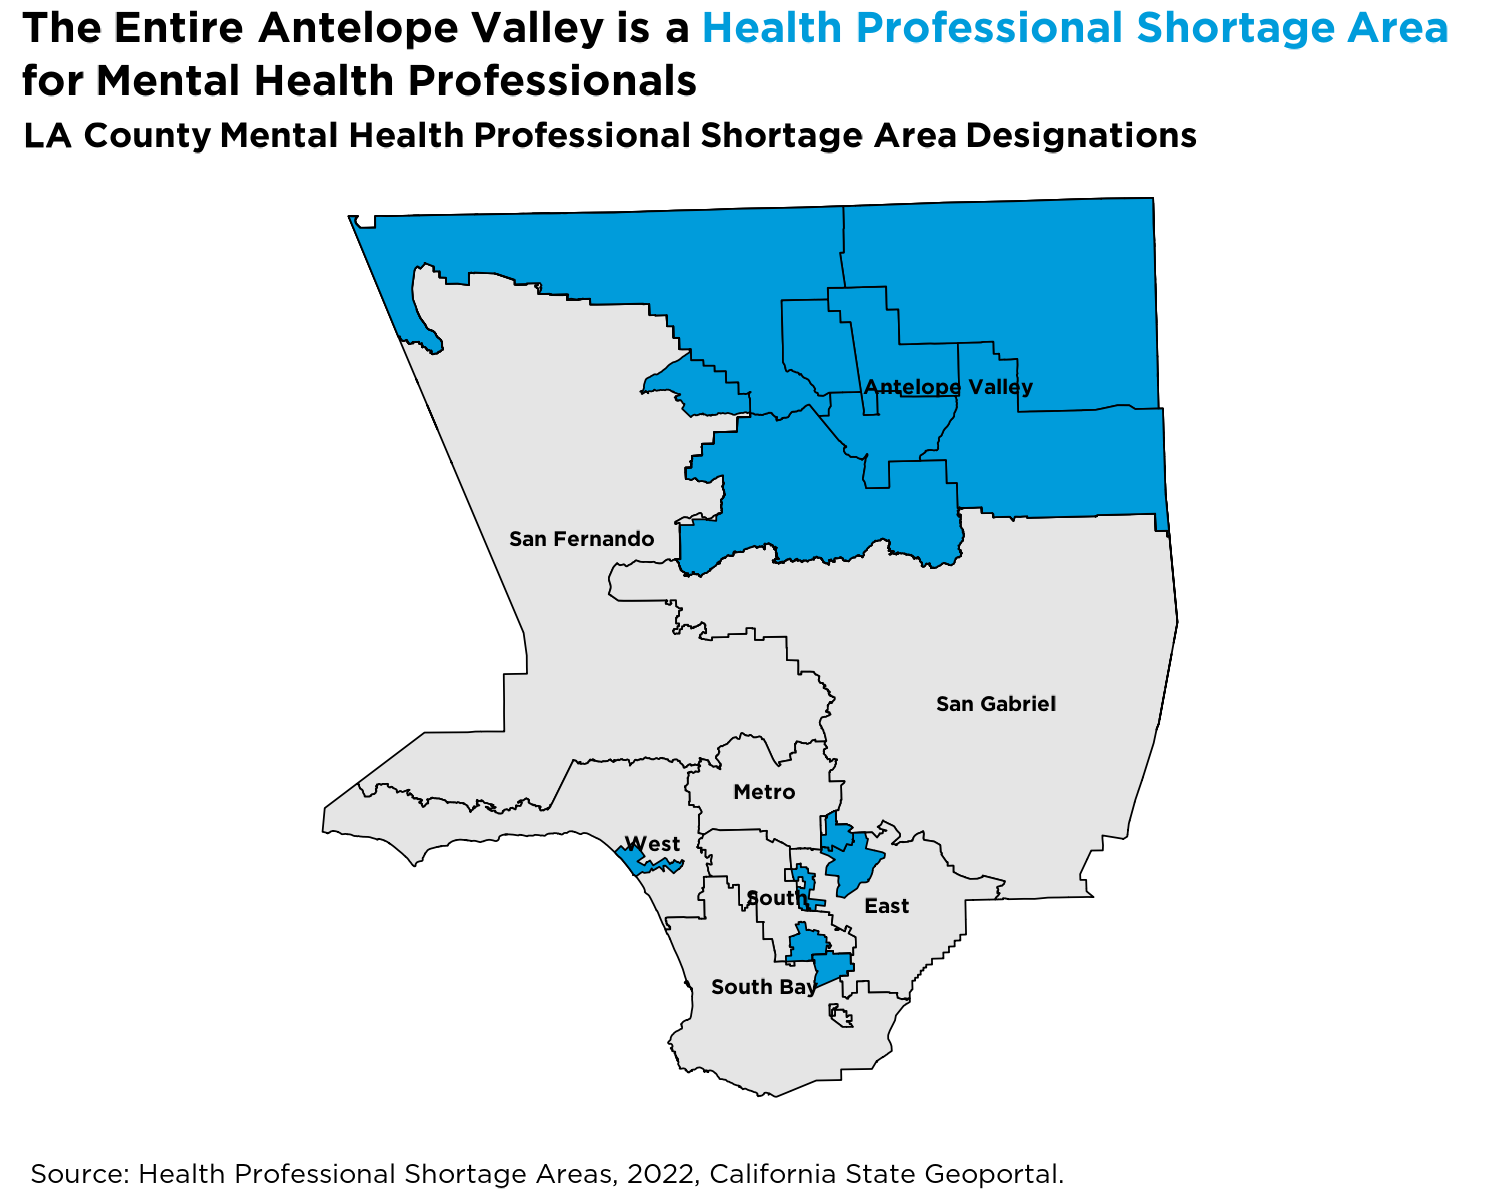 The Entire Antelope Valley is a Health Professional Shortage Area
for Mental Health Professionals
LA County Mental Health Professional Shortage Area Designations
Antelope Valley
San Fernando
San Gabriel
Metro
West
South
East
South Bay
Source: Health Professional Shortage Areas, 2022, California State Geoportal.